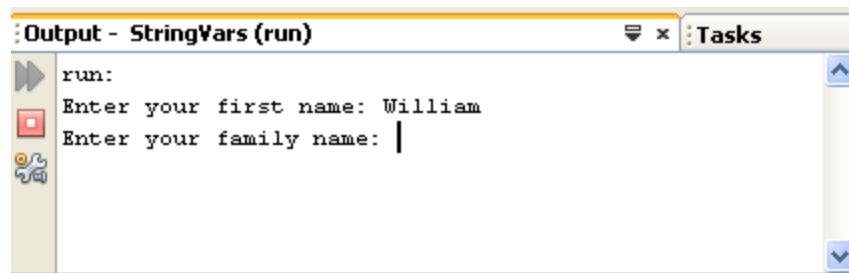 Output - StringVars (run)
Tasks
run:
Enter your first name: William
Enter your family name: